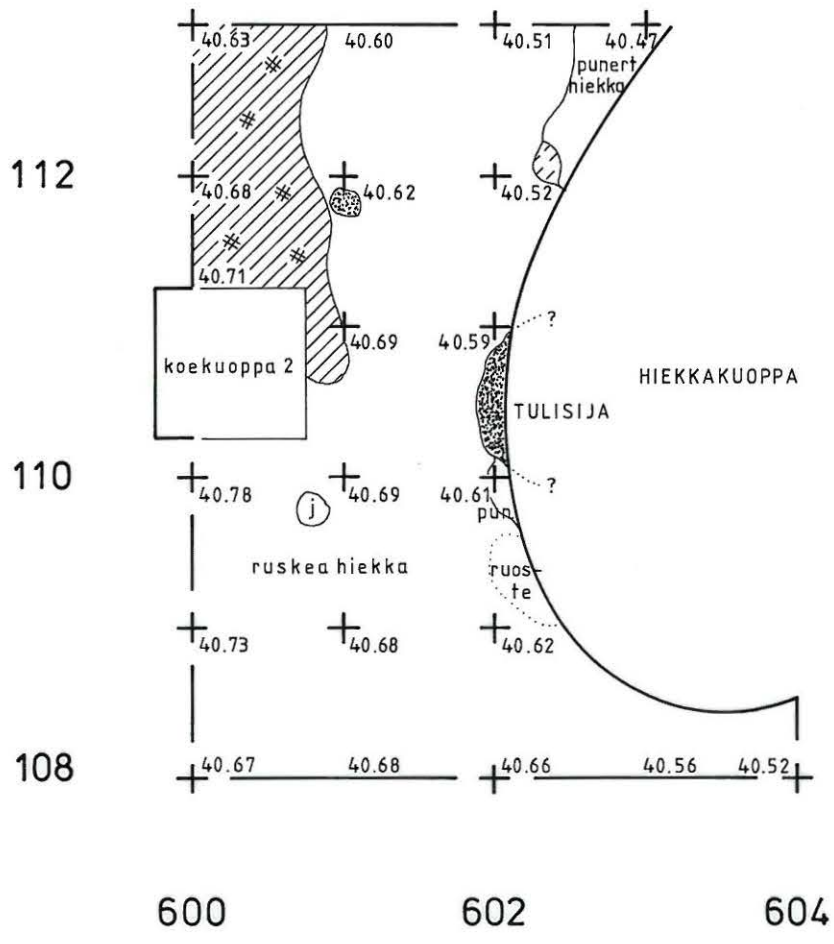 40.63
40.60
40.51
40.47
punert
hiekka
112
40.68
40.62
40.52
40.71
?
40.69
40.59
koekuoppa 2
HIEKKAKUOPPA
TULISIJA
110
?
40.78
40.69
40.61
j
pun.
ruskea hiekka
ruos-
te
40.73
40.68
40.62
108
40.67
40.68
40.66
40.56
40.52
600
602
604